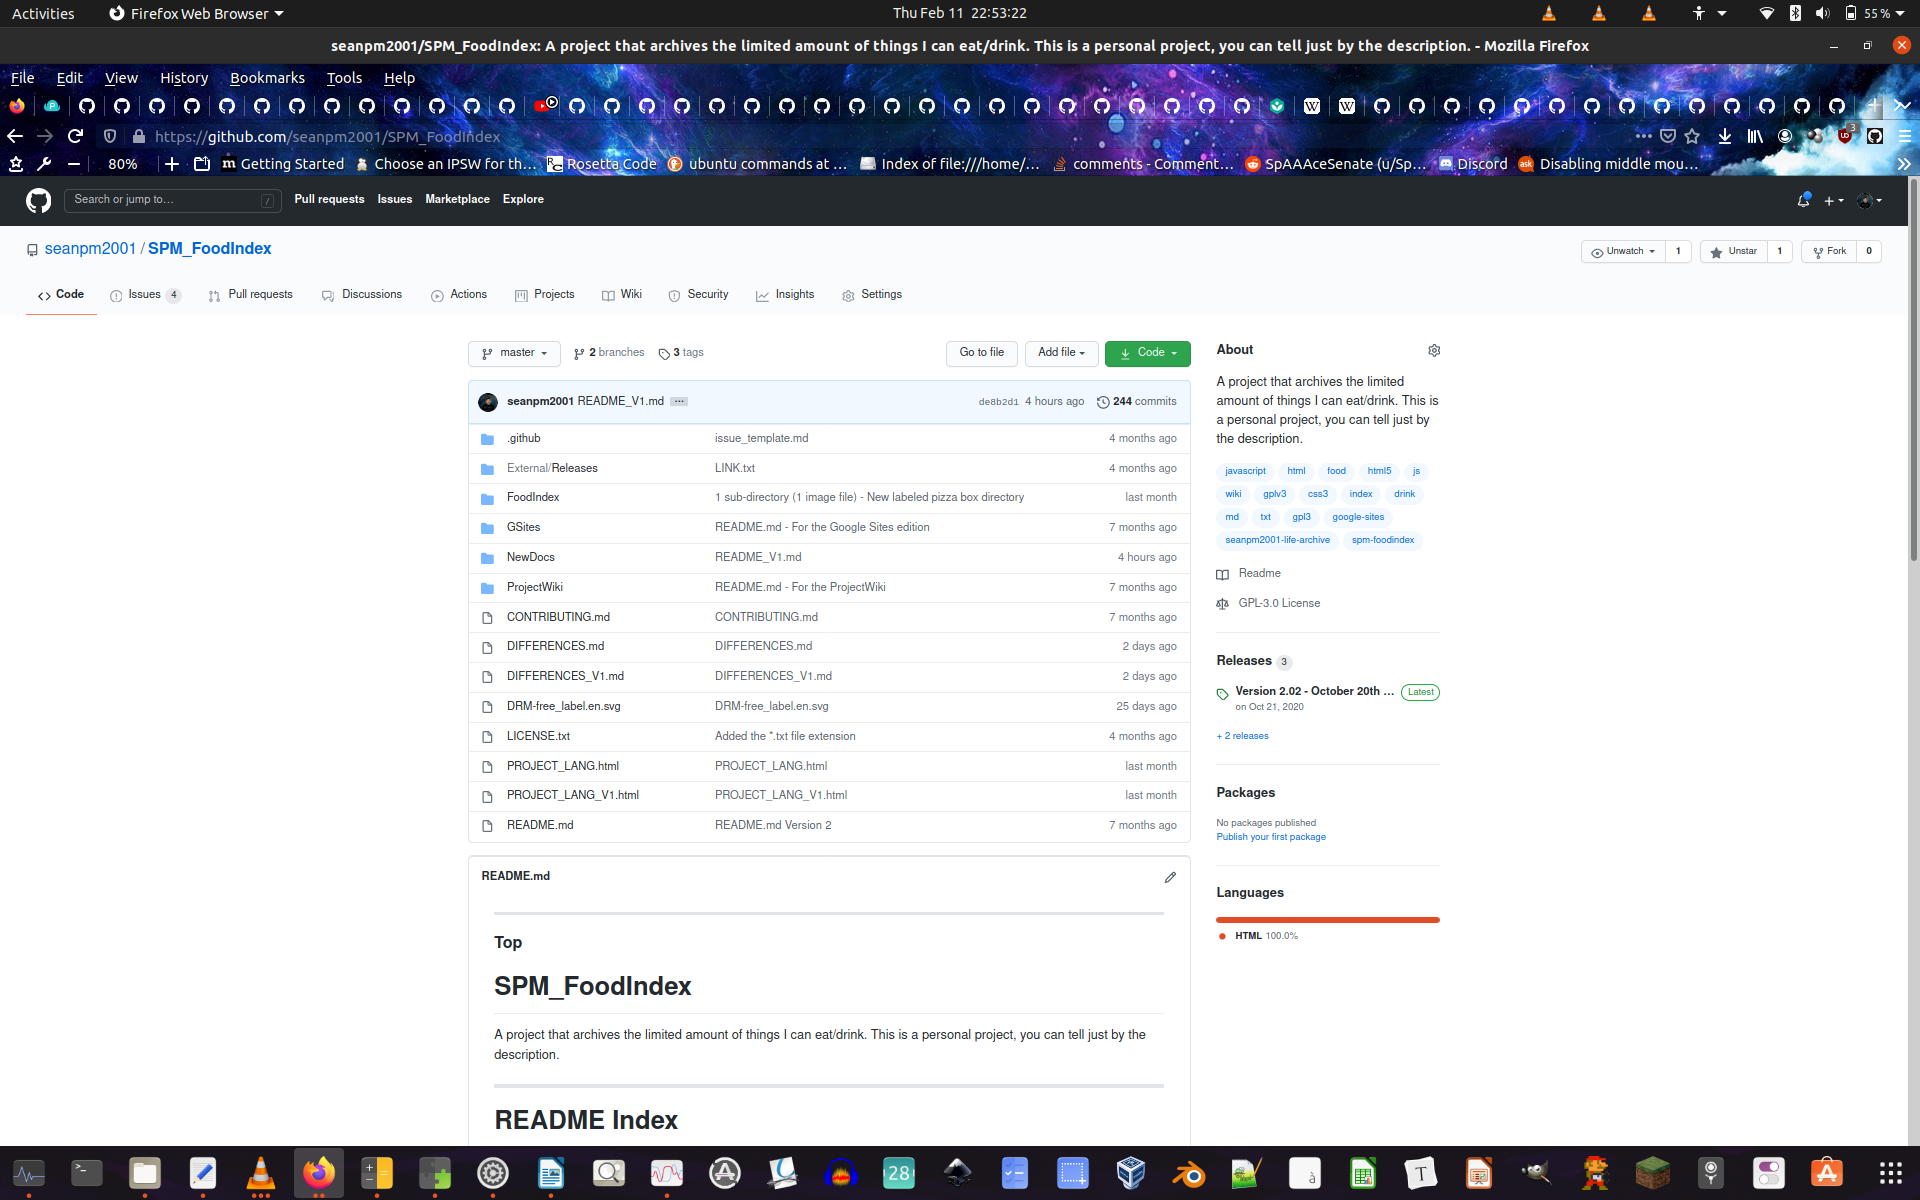 Activities
Firefox Web Browser
Thu Feb 11 22:53:22
55 %
seanpm2001/SPM_FoodIndex: A project that archives the limited amount of things I can eat/drink. This is a personal project, you can tell just by the description. - Mozilla Firefox
File Edit View History Bookmarks Tools Help
https://github.com/seanpm2001/SPM_FoodIndex
3
80%
Getting Started
Choose an IPSW for th…
Rosetta Code
ubuntu commands at …
Index of file:///home/…
comments - Comment…
SpAAAceSenate (u/Sp…
Discord
Disabling middle mou…
Search or jump to…
/
Pull requests Issues Marketplace Explore
seanpm2001 / SPM_FoodIndex
Unwatch 1
Unstar 1
Fork 0
Code
Issues 4
Pull requests
Discussions
Actions
Projects
Wiki
Security
Insights
Settings
master
2 branches
3 tags
Go to file
Add file
Code
seanpm2001 README_V1.md
de8b2d1 4 hours ago
244 commits
.github issue_template.md 4 months ago
External/Releases LINK.txt 4 months ago
FoodIndex 1 sub-directory (1 image file) - New labeled pizza box directory last month
GSites README.md - For the Google Sites edition 7 months ago
NewDocs README_V1.md 4 hours ago
ProjectWiki README.md - For the ProjectWiki 7 months ago
CONTRIBUTING.md CONTRIBUTING.md 7 months ago
DIFFERENCES.md DIFFERENCES.md 2 days ago
DIFFERENCES_V1.md DIFFERENCES_V1.md 2 days ago
DRM-free_label.en.svg DRM-free_label.en.svg 25 days ago
LICENSE.txt Added the *.txt file extension 4 months ago
PROJECT_LANG.html PROJECT_LANG.html last month
PROJECT_LANG_V1.html PROJECT_LANG_V1.html last month
README.md README.md Version 2 7 months ago
README.md
Top
SPM_FoodIndex
A project that archives the limited amount of things I can eat/drink. This is a personal project, you can tell just by the
description.
README Index
About
A project that archives the limited
amount of things I can eat/drink. This is
a personal project, you can tell just by
the description.
javascript html food html5 js
wiki gplv3 css3 index drink
md txt gpl3 google-sites
seanpm2001-life-archive spm-foodindex
Readme
GPL-3.0 License
Releases 3
Version 2.02 - October 20th … Latest
on Oct 21, 2020
+ 2 releases
Packages
No packages published
Publish your first package
Languages
HTML 100.0%
28